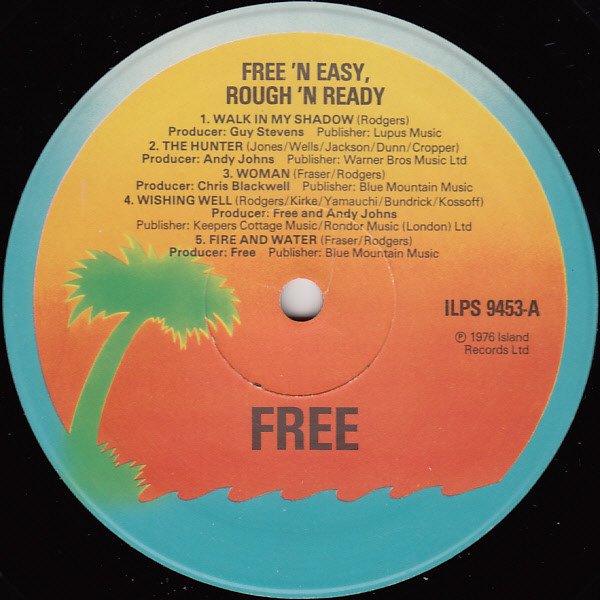 FREE 'N EASY,
ROUGH 'N READY
1. WALK IN MY SHADOW (Rodgers)
Producer: Guy Stevens Publisher: Lupus Music
2. THE HUNTER (Jones/Wells/Jackson/Dunn/Cropper)
Producer: Andy Johns Publisher: Warner Bros Music Ltd
3. WOMAN (Fraser/Rodgers)
Producer: Chris Blackwell Publisher: Blue Mountain Music
4. WISHING WELL (Rodgers/Kirke/Yamauchi/Bundrick/Kossoff)
Producer: Free and Andy Johns
Publisher: Keepers Cottage Music/Rondor Music (London) Ltd
5. FIRE AND WATER (Fraser/Rodgers)
Producer: Free Publisher: Blue Mountain Music
ILPS 9453-A
℗ 1976 Island
Records Ltd
FREE